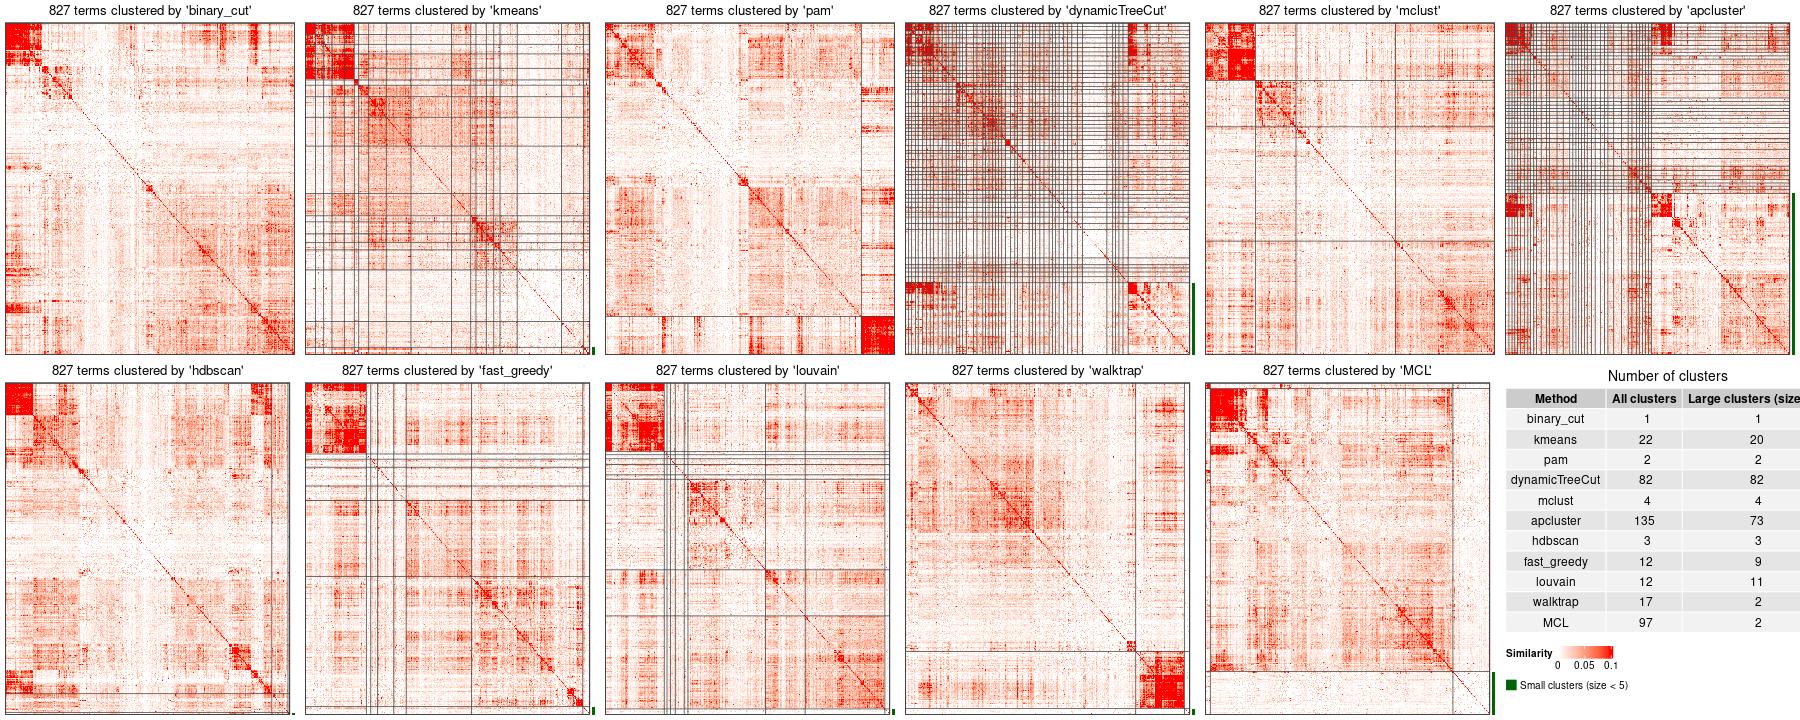 827 terms clustered by 'binary_cut'
827 terms clustered by 'kmeans'
827 terms clustered by 'pam'
827 terms clustered by 'dynamicTreeCut'
827 terms clustered by 'mclust'
827 terms clustered by 'apcluster'
827 terms clustered by 'hdbscan'
827 terms clustered by 'fast_greedy'
827 terms clustered by 'louvain'
827 terms clustered by 'walktrap'
827 terms clustered by 'MCL'
Number of clusters
Method All clusters Large clusters (size
binary_cut 1 1
kmeans 22 20
pam 2 2
dynamicTreeCut 82 82
mclust 4 4
apcluster 135 73
hdbscan 3 3
fast_greedy 12 9
louvain 12 11
walktrap 17 2
MCL 97 2
Similarity
0 0.05 0.1
Small clusters (size < 5)